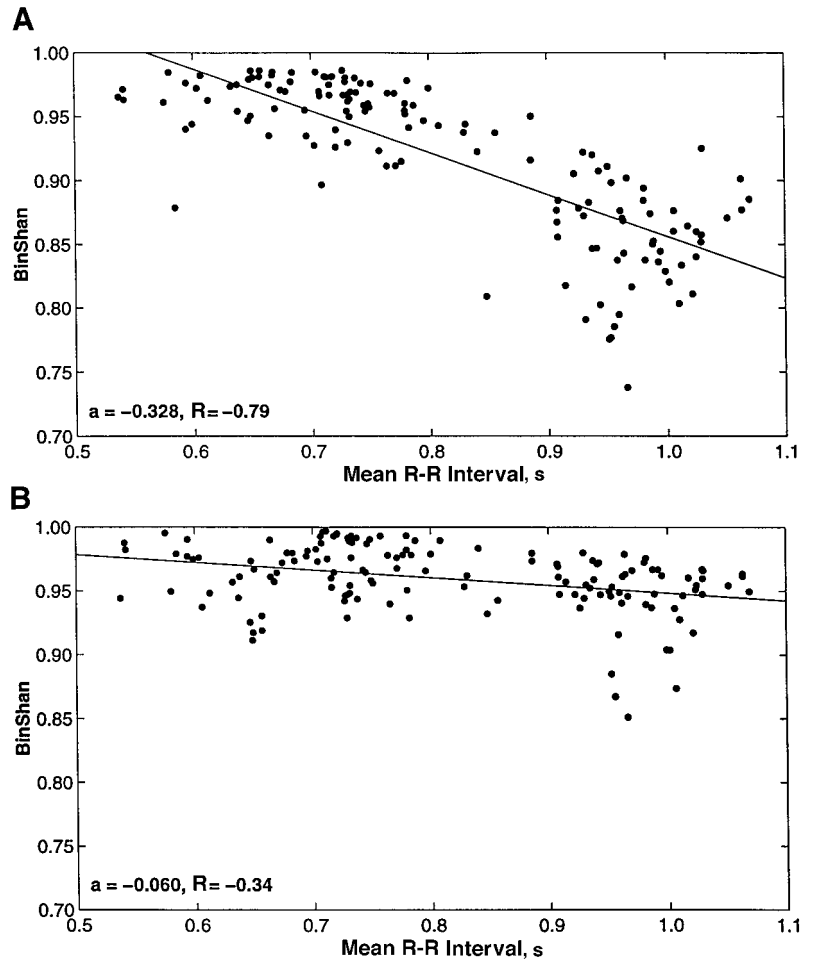 A
1.00
0.95
0.90
0.85
0.80
0.75
0.70
BinShan
a = −0.328, R= −0.79
0.5 0.6 0.7 0.8 0.9 1.0 1.1
Mean R-R Interval, s
B
1.00
0.95
0.90
0.85
0.80
0.75
0.70
BinShan
a = −0.060, R= −0.34
0.5 0.6 0.7 0.8 0.9 1.0 1.1
Mean R-R Interval, s